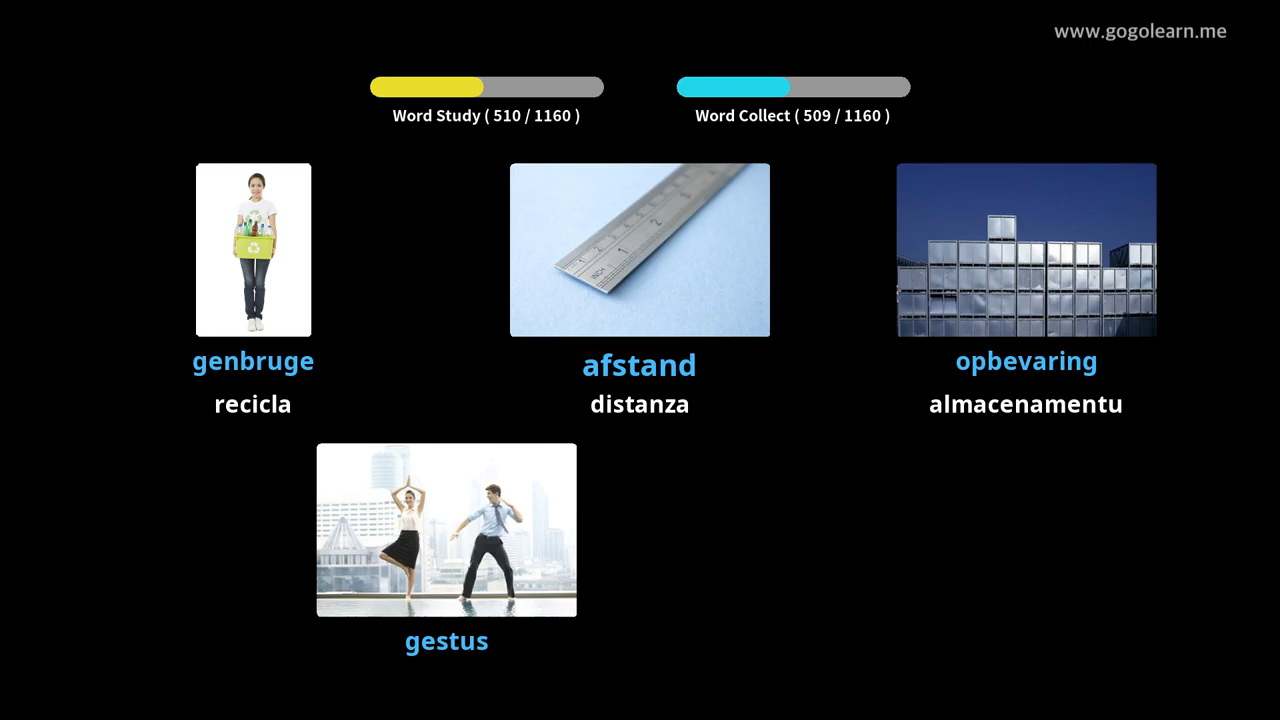 www.gogolearn.me
Word Study ( 510 / 1160 )
Word Collect ( 509 / 1160 )
genbruge
afstand
opbevaring
recicla
distanza
almacenamentu
gestus